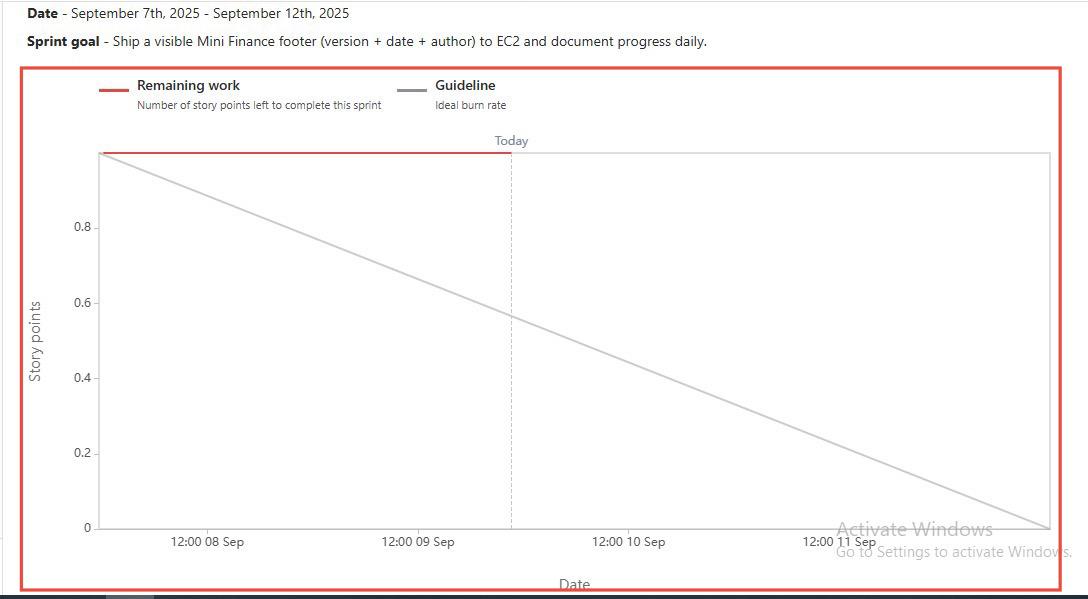 Date - September 7th, 2025 - September 12th, 2025
Sprint goal - Ship a visible Mini Finance footer (version + date + author) to EC2 and document progress daily.
Remaining work
Number of story points left to complete this sprint
Guideline
Ideal burn rate
Today
0.8
0.6
0.4
0.2
0
Story points
12:00 08 Sep
12:00 09 Sep
12:00 10 Sep
12:00 11 Sep
Date
Activate Windows
Go to Settings to activate Windows.